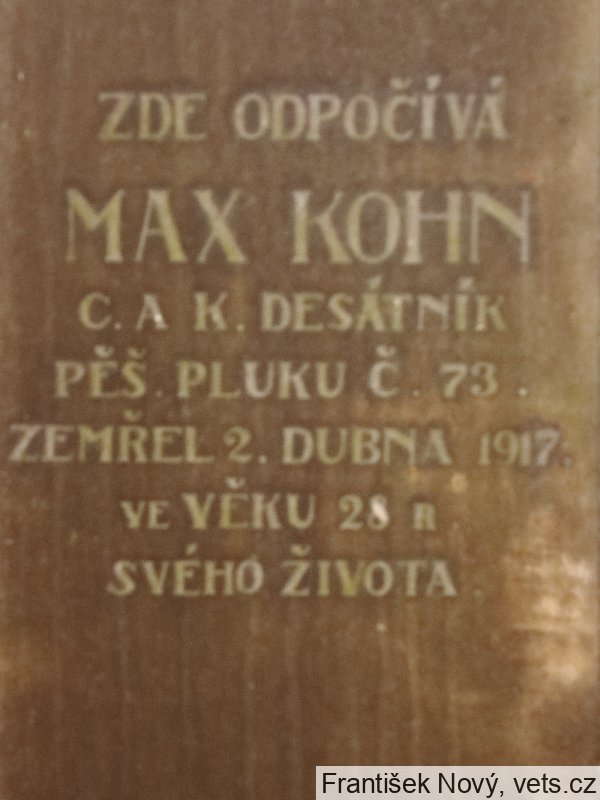 ZDE ODPOČÍVÁ
MAX KOHN
C. A K. DESÁTNÍK
PĚŠ. PLUKU Č. 73.
ZEMŘEL 2. DUBNA 1917.
VE VĚKU 28 R.
SVÉHO ŽIVOTA.
František Nový, vets.cz